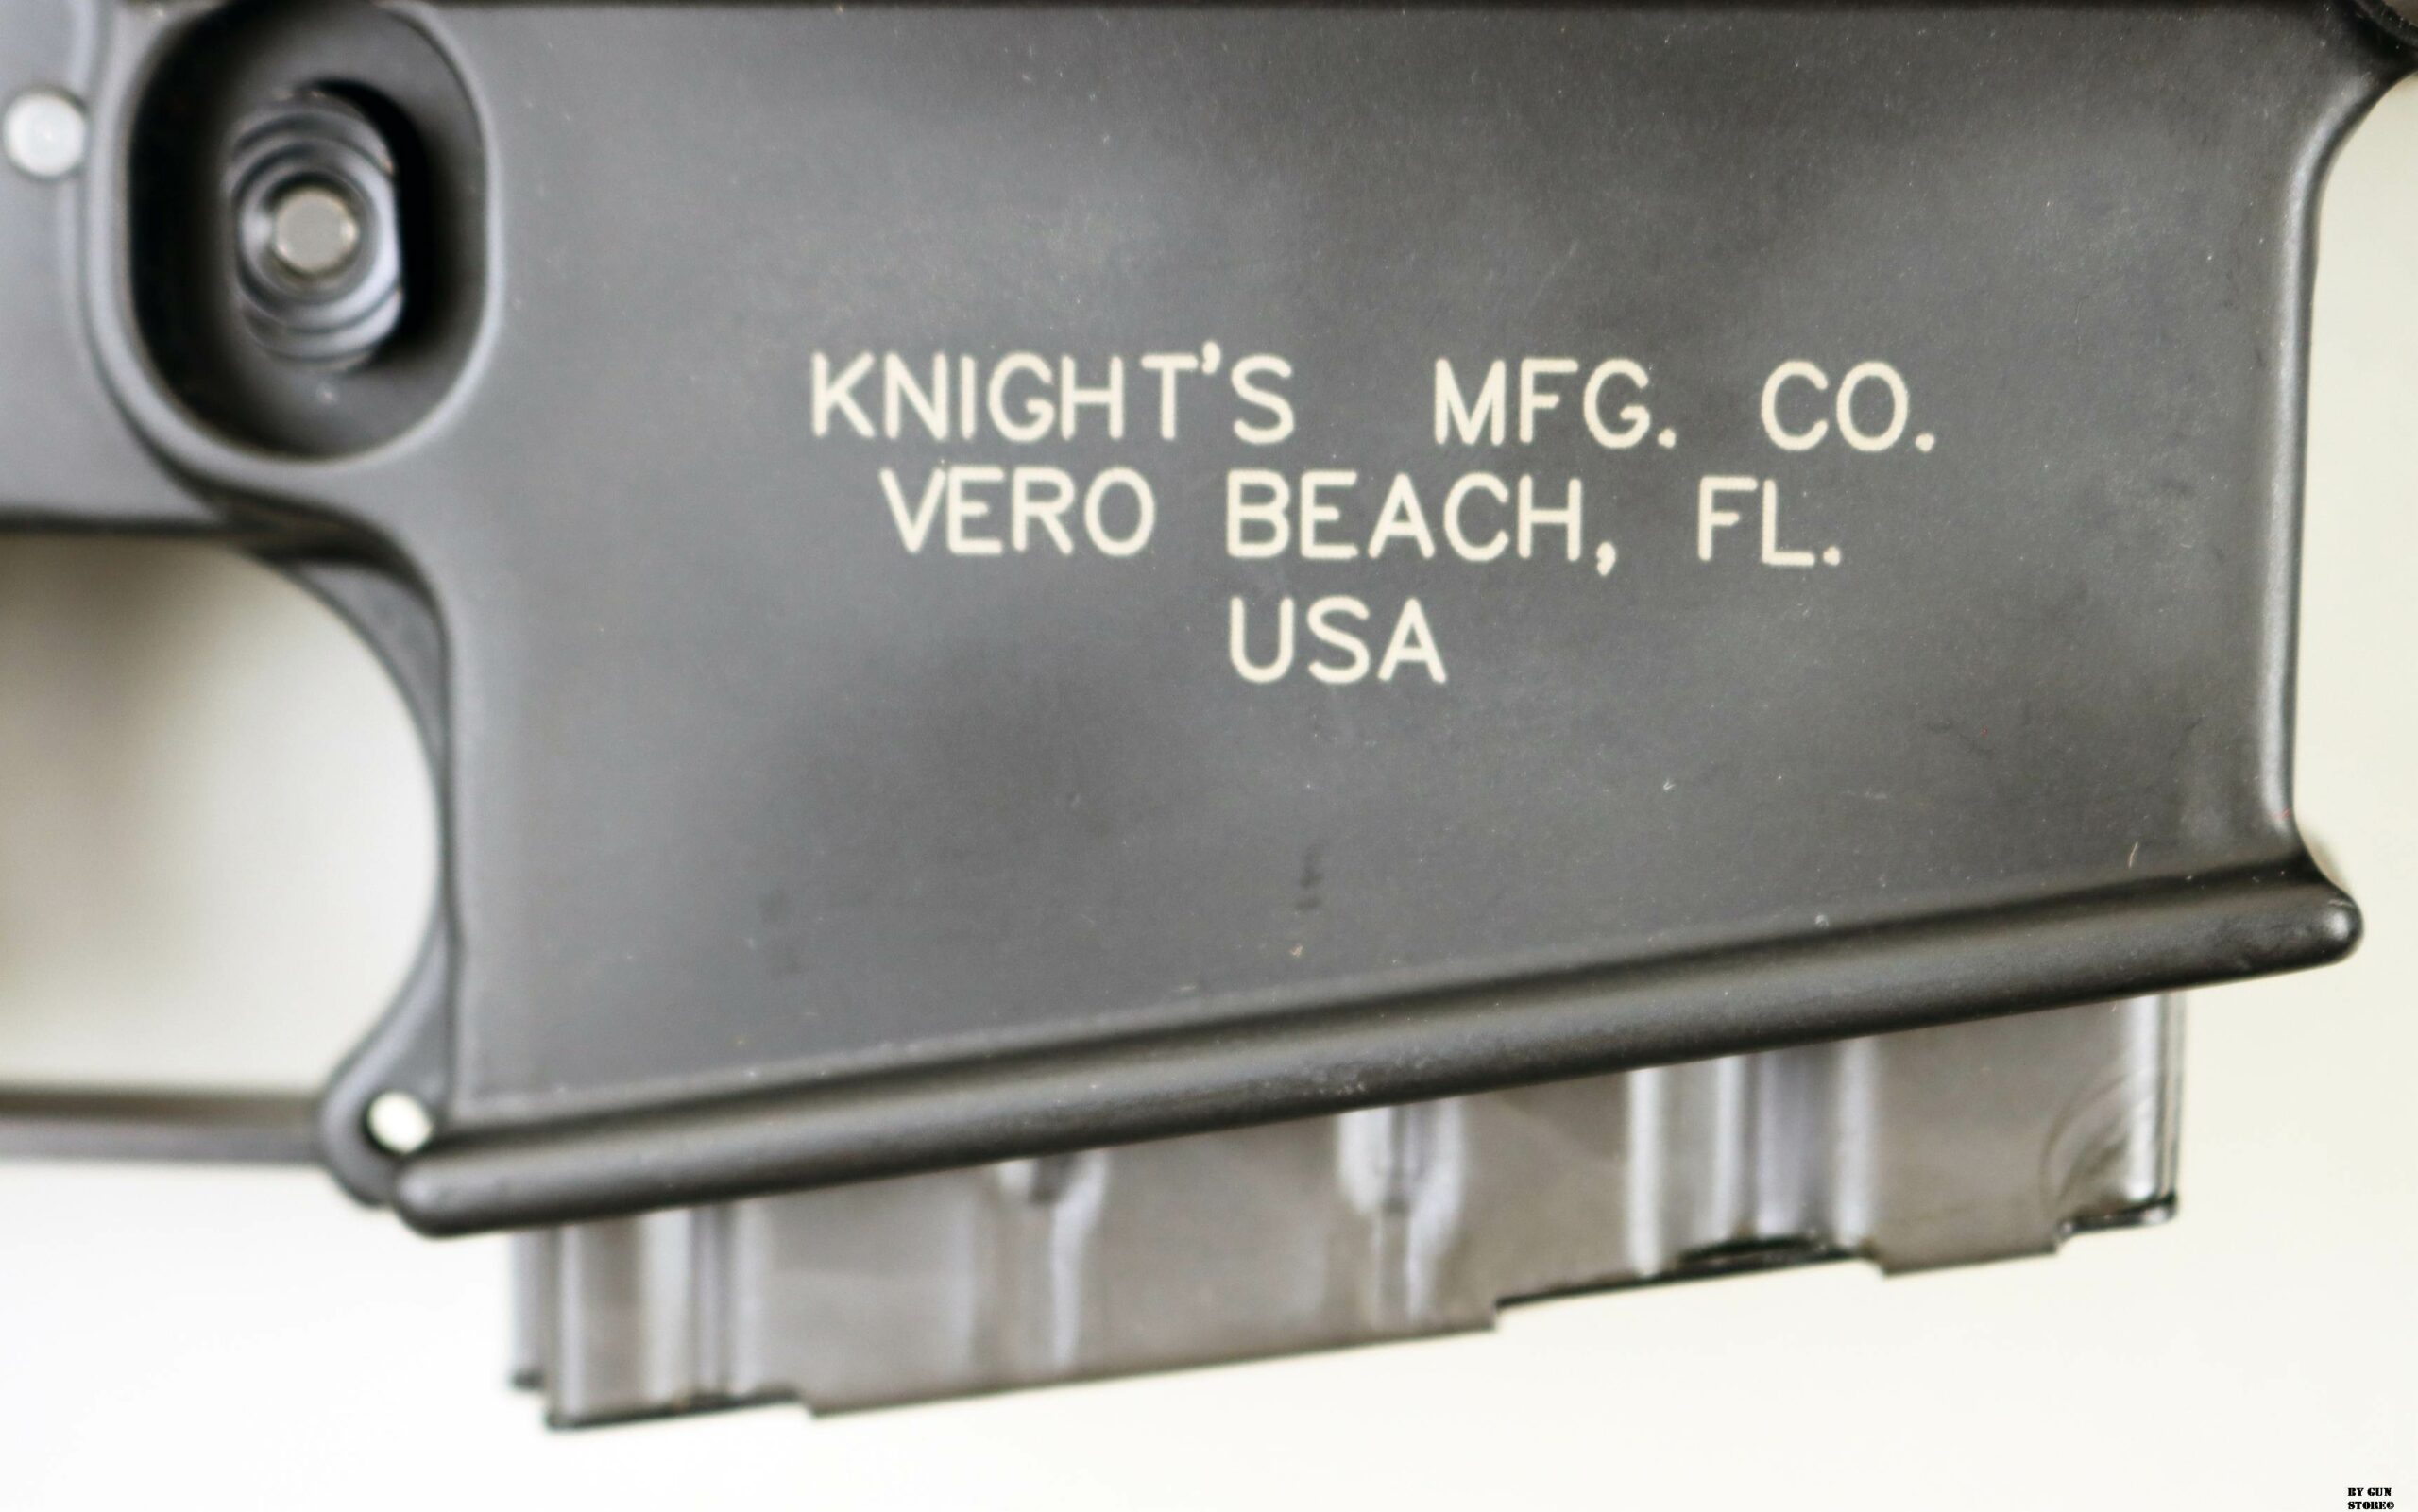 KNIGHT'S MFG. CO.
VERO BEACH, FL.
USA
BY GUN
STORE©